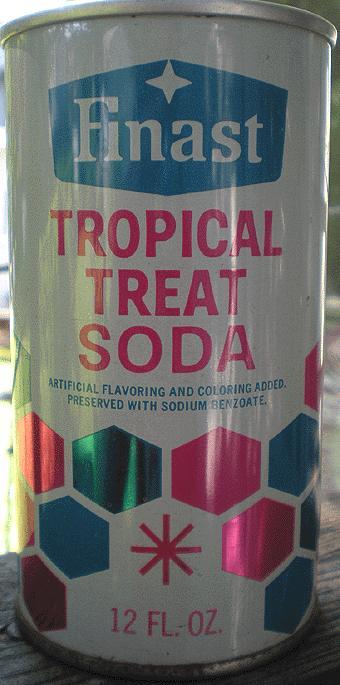 Finast
TROPICAL
TREAT
SODA
ARTIFICIAL FLAVORING AND COLORING ADDED.
PRESERVED WITH SODIUM BENZOATE.
12 FL. OZ.